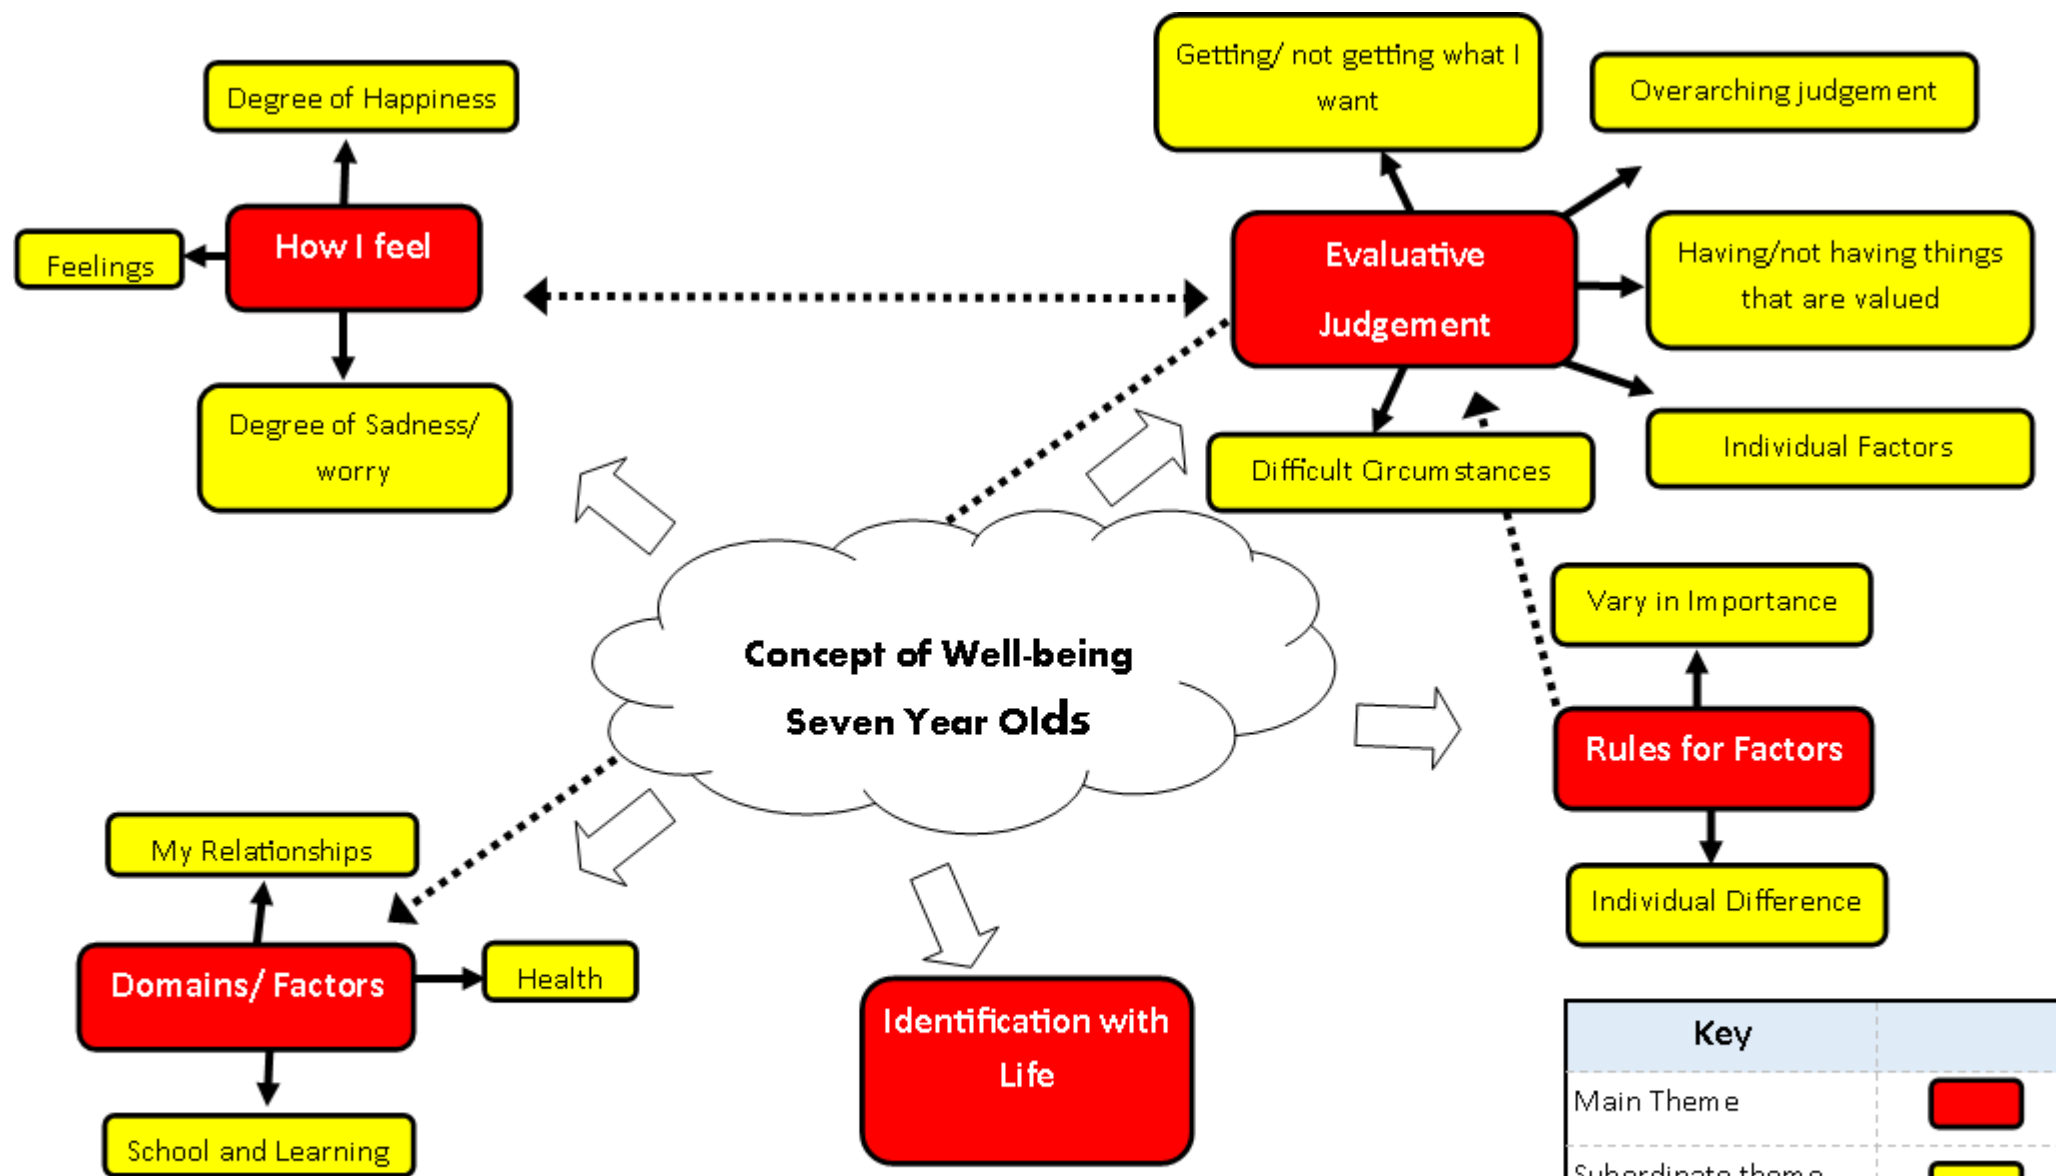 Degree of Happiness
How I feel
Feelings
Degree of Sadness/
worry
Getting/ not getting what I
want
Overarching judgement
Evaluative
Judgement
Having/not having things
that are valued
Individual Factors
Difficult Circumstances
Concept of Well-being
Seven Year Olds
Vary in Importance
Rules for Factors
Individual Difference
My Relationships
Domains/ Factors
Health
School and Learning
Identification with
Life
Key
Main Theme
Subordinate theme